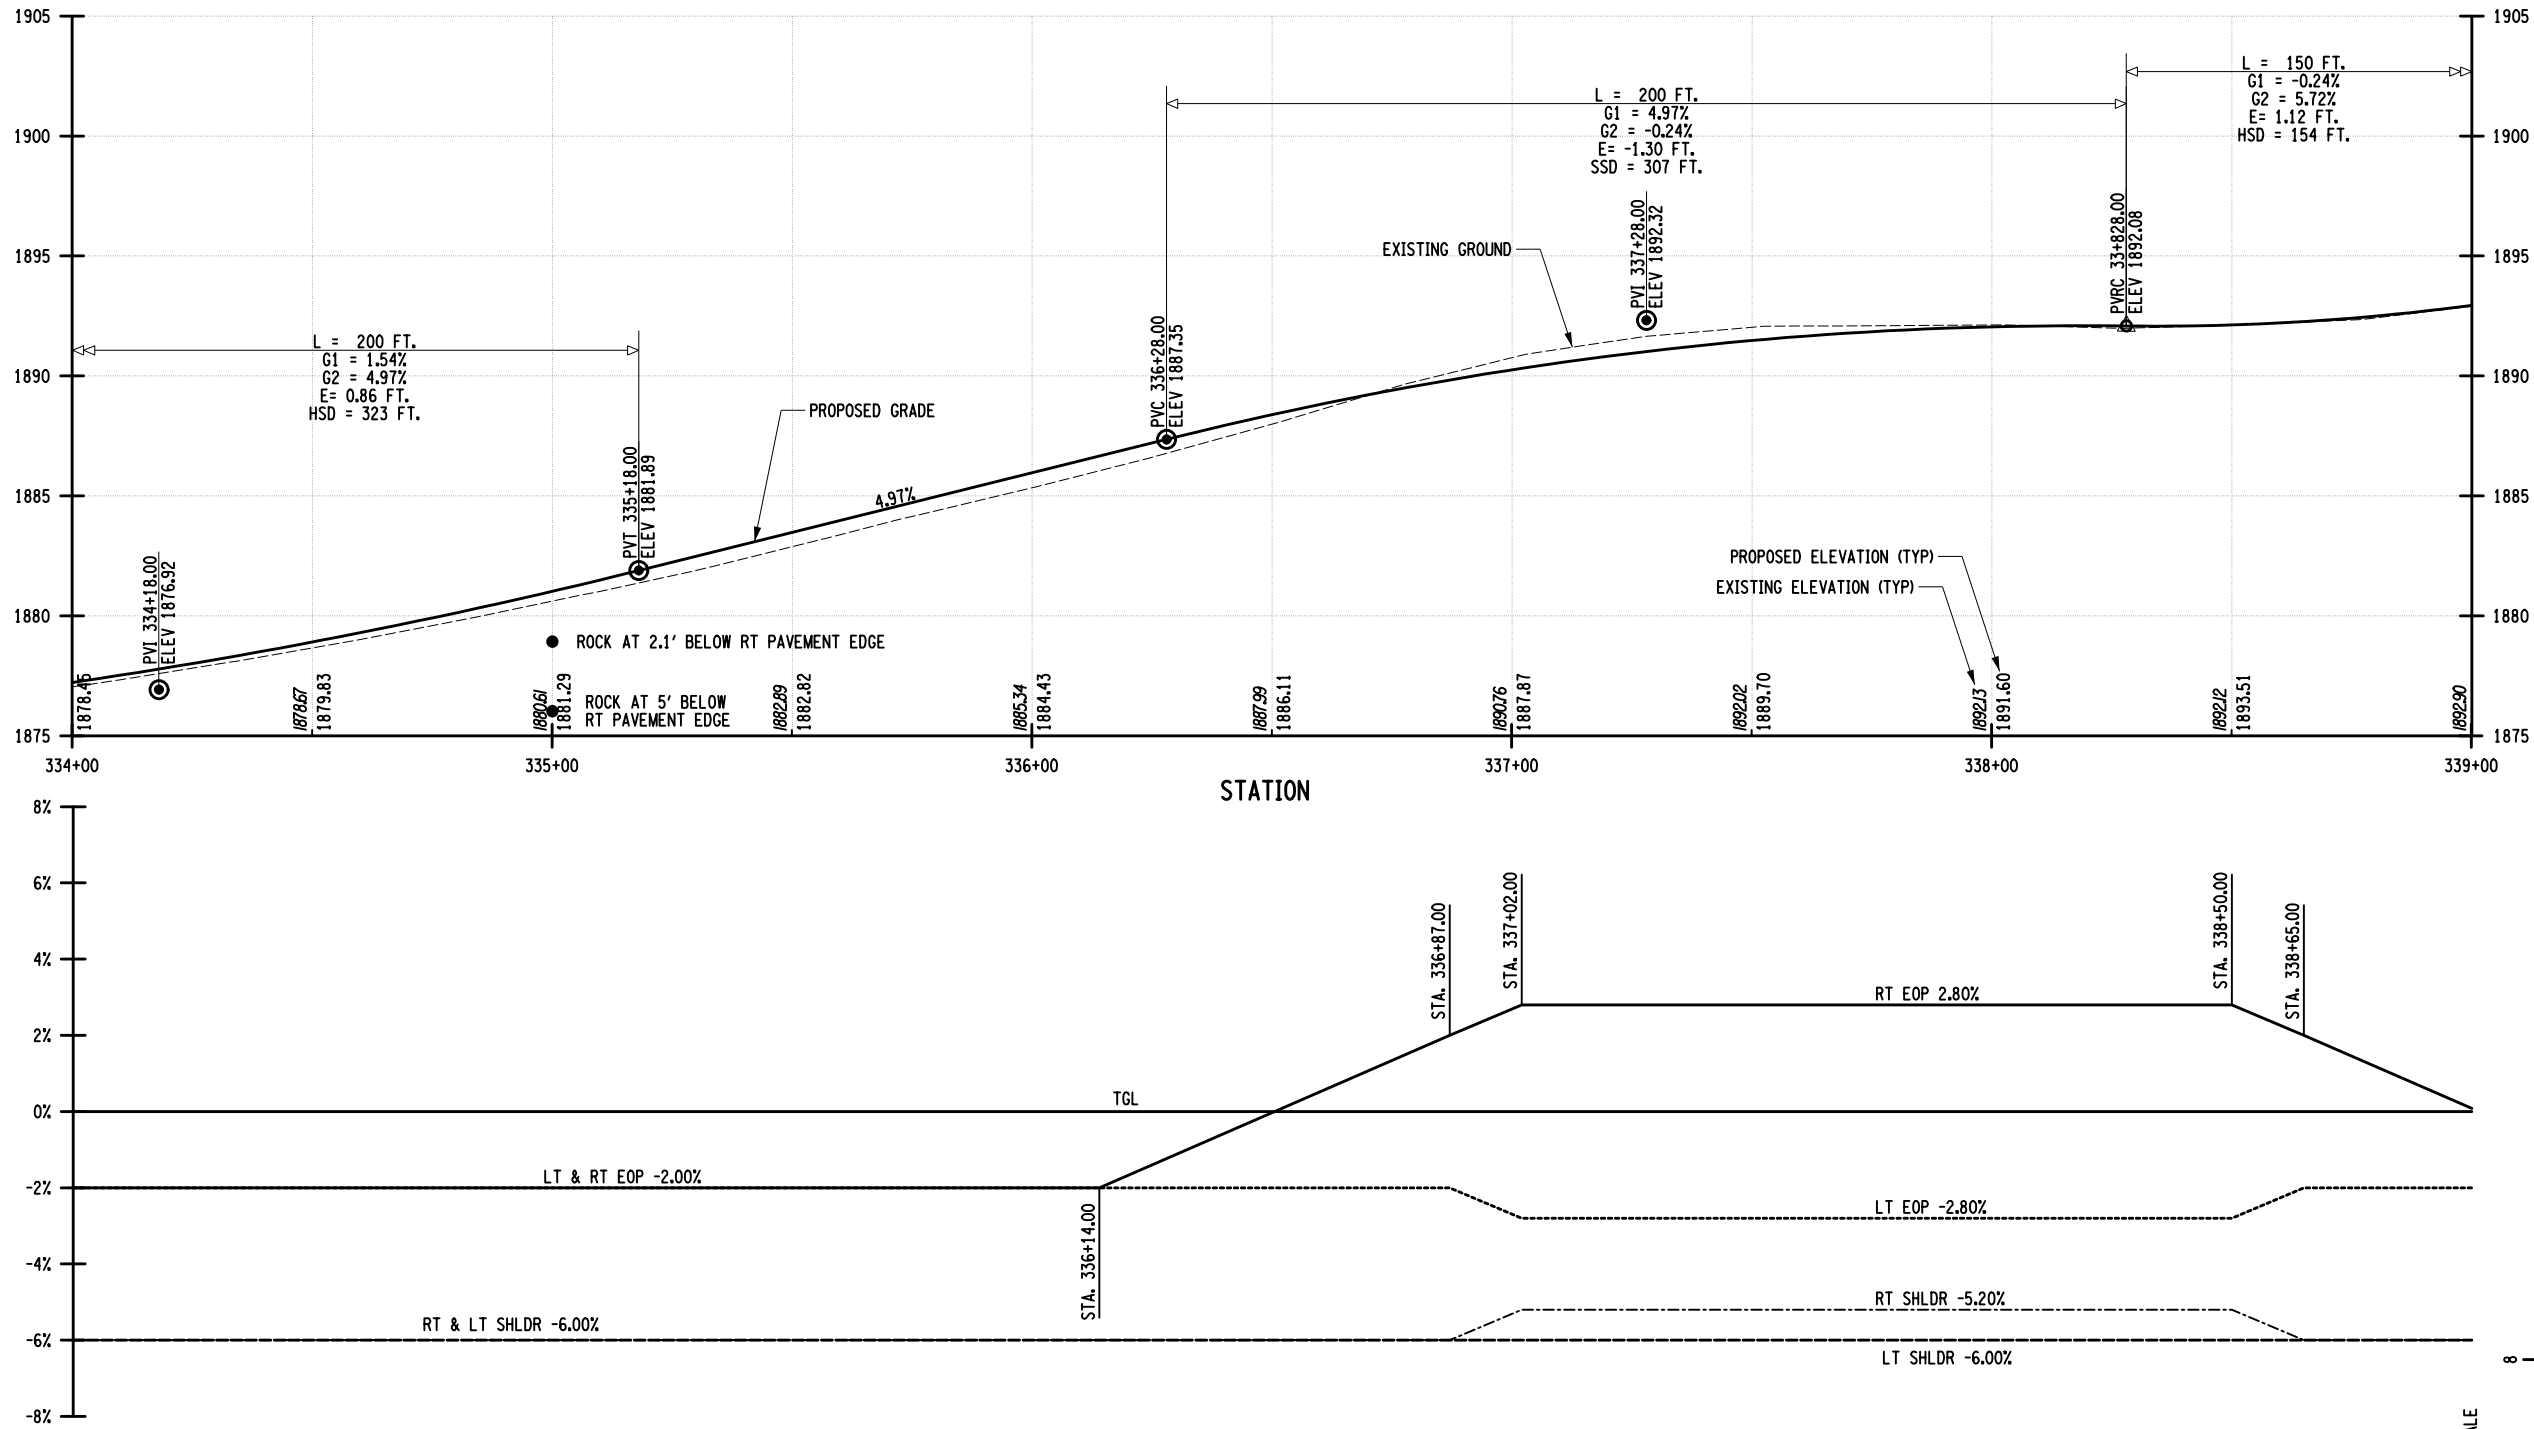 1905
1900
1895
1890
1885
1880
1875
1905
1900
1895
1890
1885
1880
1875
L = 200 FT.
G1 = 1.54%
G2 = 4.97%
E= 0.86 FT.
HSD = 323 FT.
L = 200 FT.
G1 = 4.97%
G2 = -0.24%
E= -1.30 FT.
SSD = 307 FT.
L = 150 FT.
G1 = -0.24%
G2 = 5.72%
E= 1.12 FT.
HSD = 154 FT.
PVI 334+18.00
ELEV 1876.92
PVT 335+18.00
ELEV 1881.89
PVC 336+28.00
ELEV 1887.35
PVI 337+28.00
ELEV 1892.32
PVRC 33+828.00
ELEV 1892.08
EXISTING GROUND
PROPOSED GRADE
4.97%
PROPOSED ELEVATION (TYP)
EXISTING ELEVATION (TYP)
ROCK AT 2.1' BELOW RT PAVEMENT EDGE
ROCK AT 5' BELOW
RT PAVEMENT EDGE
1878.45
1878.67
1879.83
1880.61
1881.29
1882.89
1882.82
1885.34
1884.43
1887.99
1886.11
1890.76
1887.87
1892.02
1889.70
1892.13
1891.60
1892.12
1893.51
1892.90
334+00
335+00
336+00
337+00
338+00
339+00
STATION
8%
6%
4%
2%
0%
-2%
-4%
-6%
-8%
STA. 336+14.00
STA. 336+87.00
STA. 337+02.00
STA. 338+50.00
STA. 338+65.00
RT EOP 2.80%
TGL
LT & RT EOP -2.00%
LT EOP -2.80%
RT SHLDR -5.20%
RT & LT SHLDR -6.00%
LT SHLDR -6.00%
8